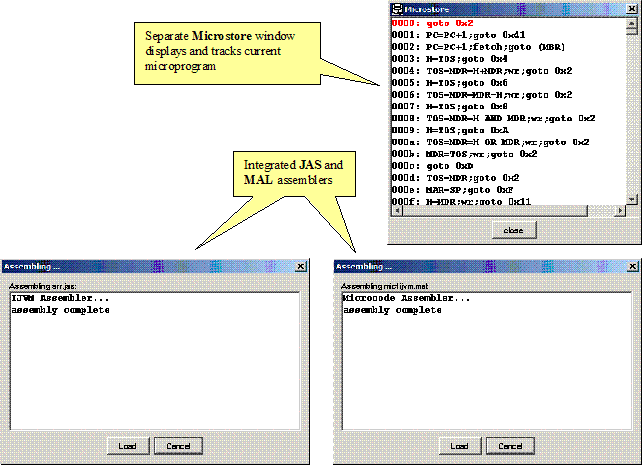 Separate Microstore window
displays and tracks current
microprogram
Microstore
0000: goto 0x2
0001: PC=PC+1;goto 0xd1
0002: PC=PC+1;fetch;goto (MBR)
0003: H=TOS;goto 0x4
0004: TOS=MDR=H+MDR;wr;goto 0x2
0005: H=TOS;goto 0x6
0006: TOS=MDR=MDR-H;wr;goto 0x2
0007: H=TOS;goto 0x8
0008: TOS=MDR=H AND MDR;wr;goto 0x2
0009: H=TOS;goto 0xA
000a: TOS=MDR=H OR MDR;wr;goto 0x2
000b: MDR=TOS;wr;goto 0x2
000c: goto 0xD
000d: TOS=MDR;goto 0x2
000e: MAR=SP;goto 0xF
000f: H=MDR;wr;goto 0x11
close
Integrated JAS and
MAL assemblers
Assembling ...
Assembling arr.jas:
IJVM Assembler...
assembly complete
Load
Cancel
Assembling ...
Assembling mic1ijvm.mal:
Microcode Assembler...
assembly complete
Load
Cancel